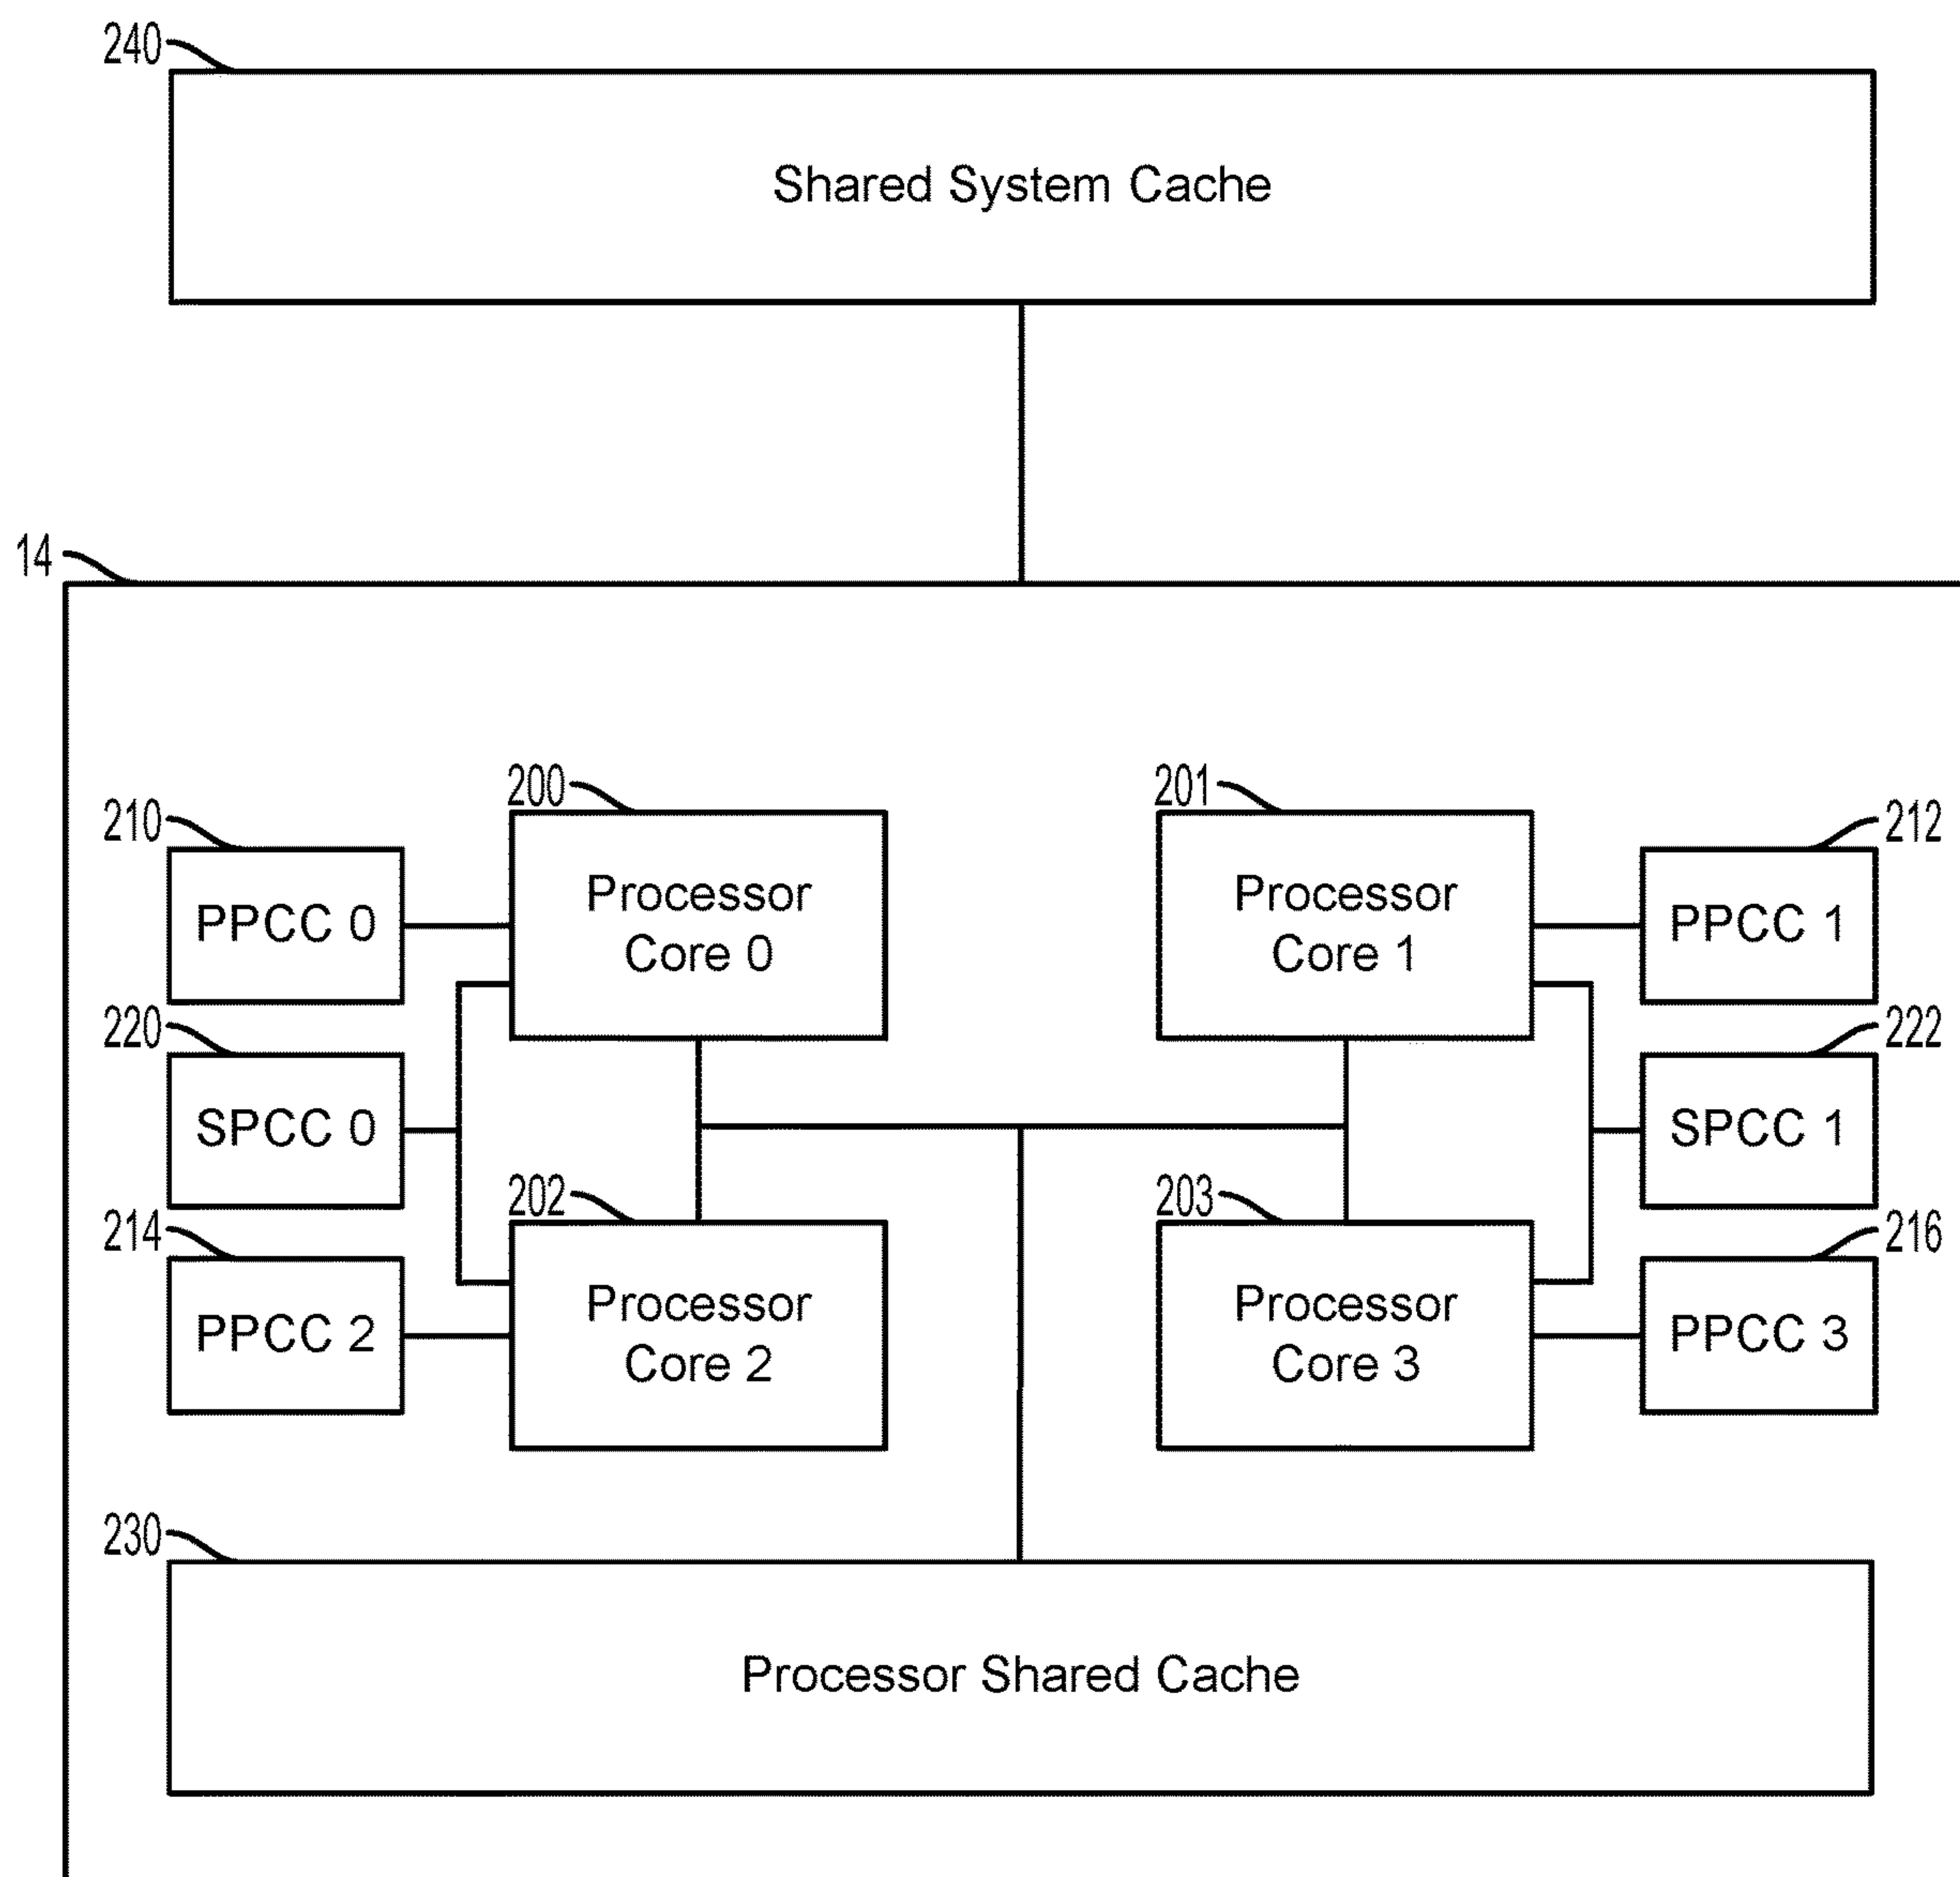 240
Shared System Cache
14
200
201
210
212
Processor
Core 0
Processor
Core 1
PPCC 0
PPCC 1
220
222
SPCC 0
SPCC 1
202
203
214
216
Processor
Core 2
Processor
Core 3
PPCC 2
PPCC 3
230
Processor Shared Cache